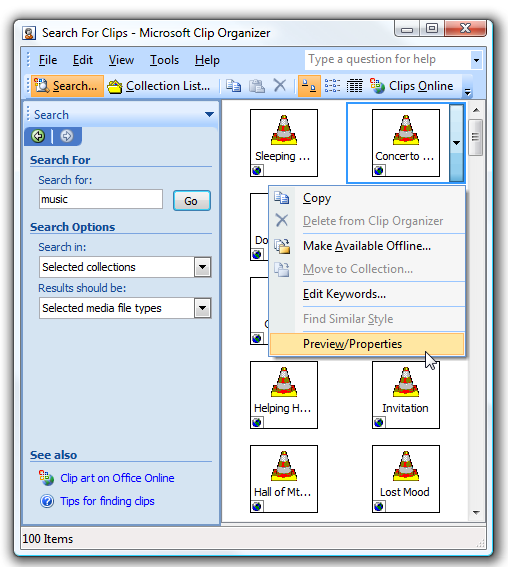 Search For Clips - Microsoft Clip Organizer
File Edit View Tools Help
Type a question for help
Search... Collection List... Clips Online
Search
Search For
Search for:
music
Go
Search Options
Search in:
Selected collections
Results should be:
Selected media file types
See also
Clip art on Office Online
Tips for finding clips
Sleeping ... Concerto ...
Do
Copy
Delete from Clip Organizer
Make Available Offline...
Move to Collection...
Edit Keywords...
Find Similar Style
Preview/Properties
Helping H... Invitation
Hall of Mt... Lost Mood
100 Items